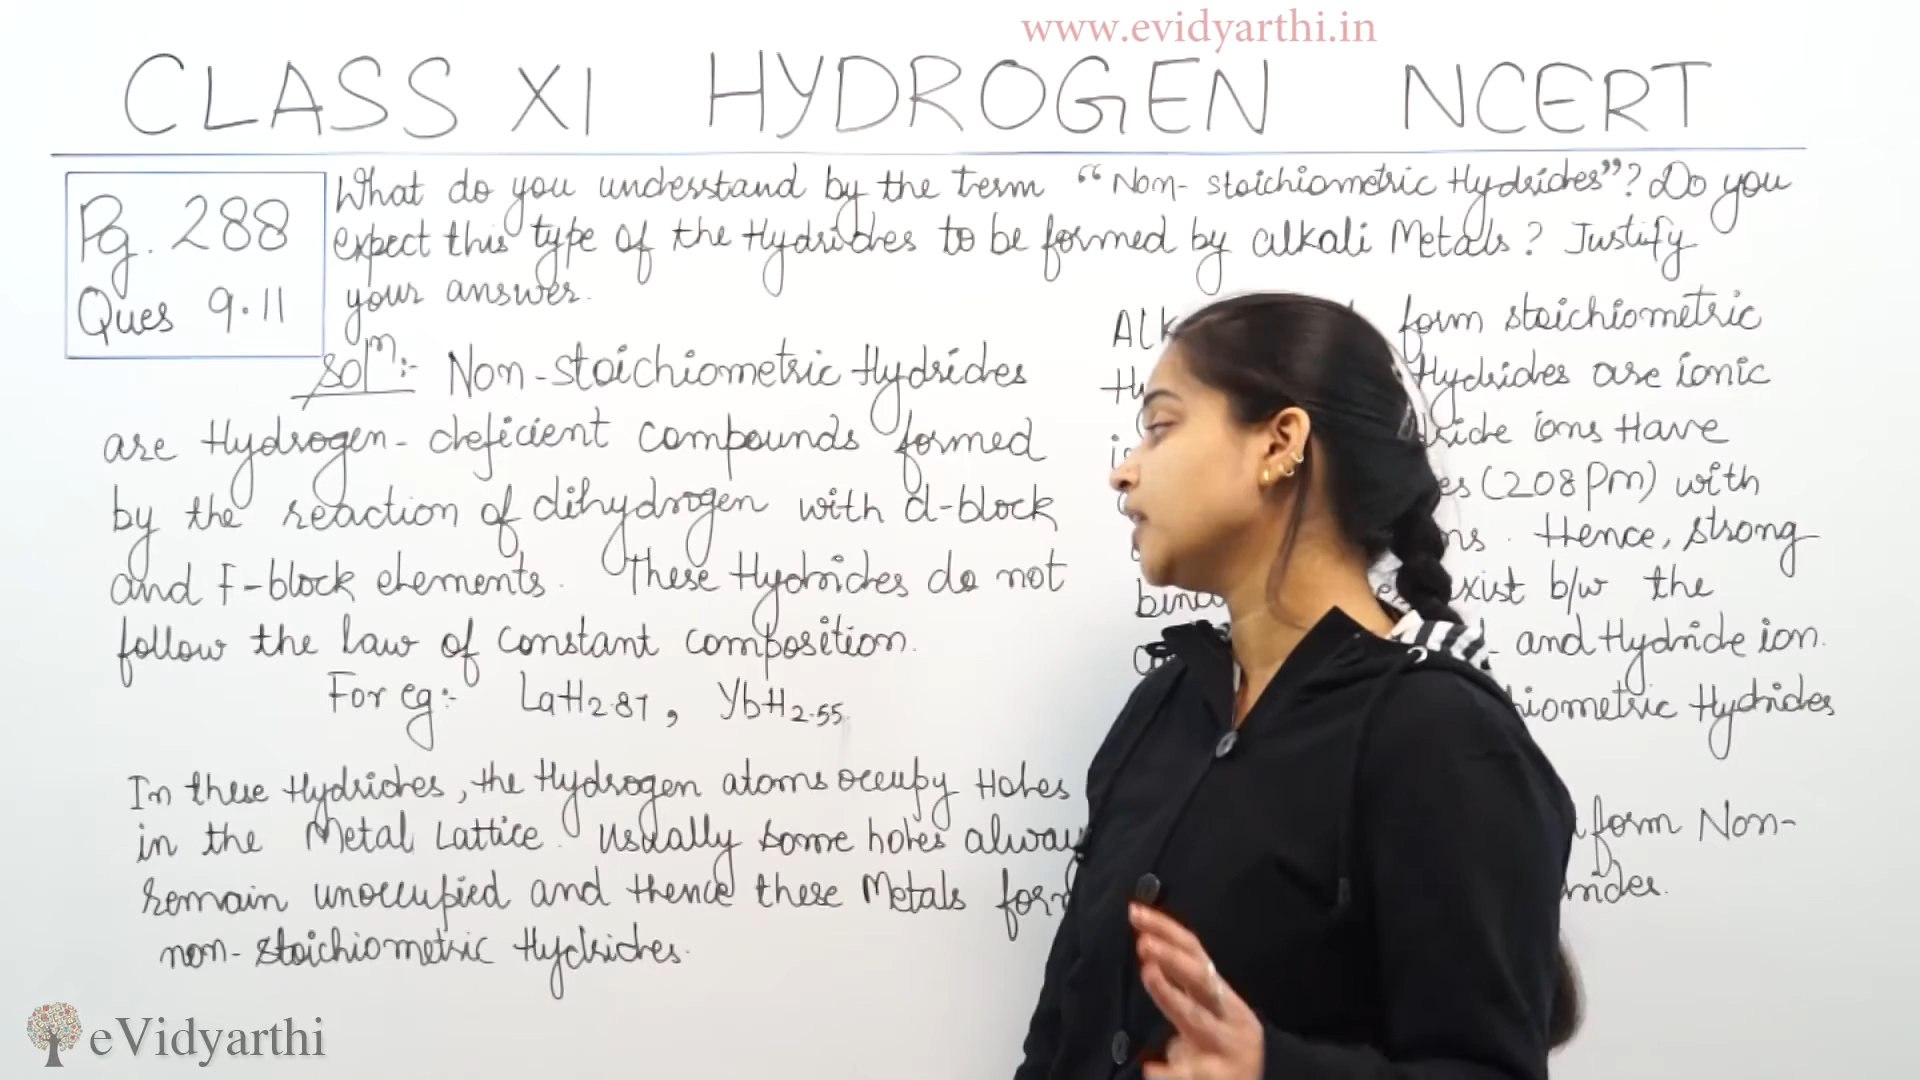 www.evidyarthi.in
CLASS XI HYDROGEN NCERT
Pg. 288
Ques 9.11
What do you understand by the term "Non-stoichiometric Hydrides"? Do you
expect this type of the Hydrides to be formed by alkali Metals? Justify
your answer.
Solⁿ:- Non-stoichiometric Hydrides
are Hydrogen-deficient compounds formed
by the reaction of dihydrogen with d-block
and F-block elements. These Hydrides do not
follow the law of constant composition.
For eg:- LaH2.87, YbH2.55
In these Hydrides, the Hydrogen atoms occupy Holes
in the Metal Lattice. Usually some holes always
remain unoccupied and thence these Metals form
non-stoichiometric Hydrides.
form stoichiometric
Hydrides are ionic
ions Have
(208 Pm) with
Hence, strong
exist b/w the
and Hydride ion.
Hydrides
form Non-
eVidyarthi